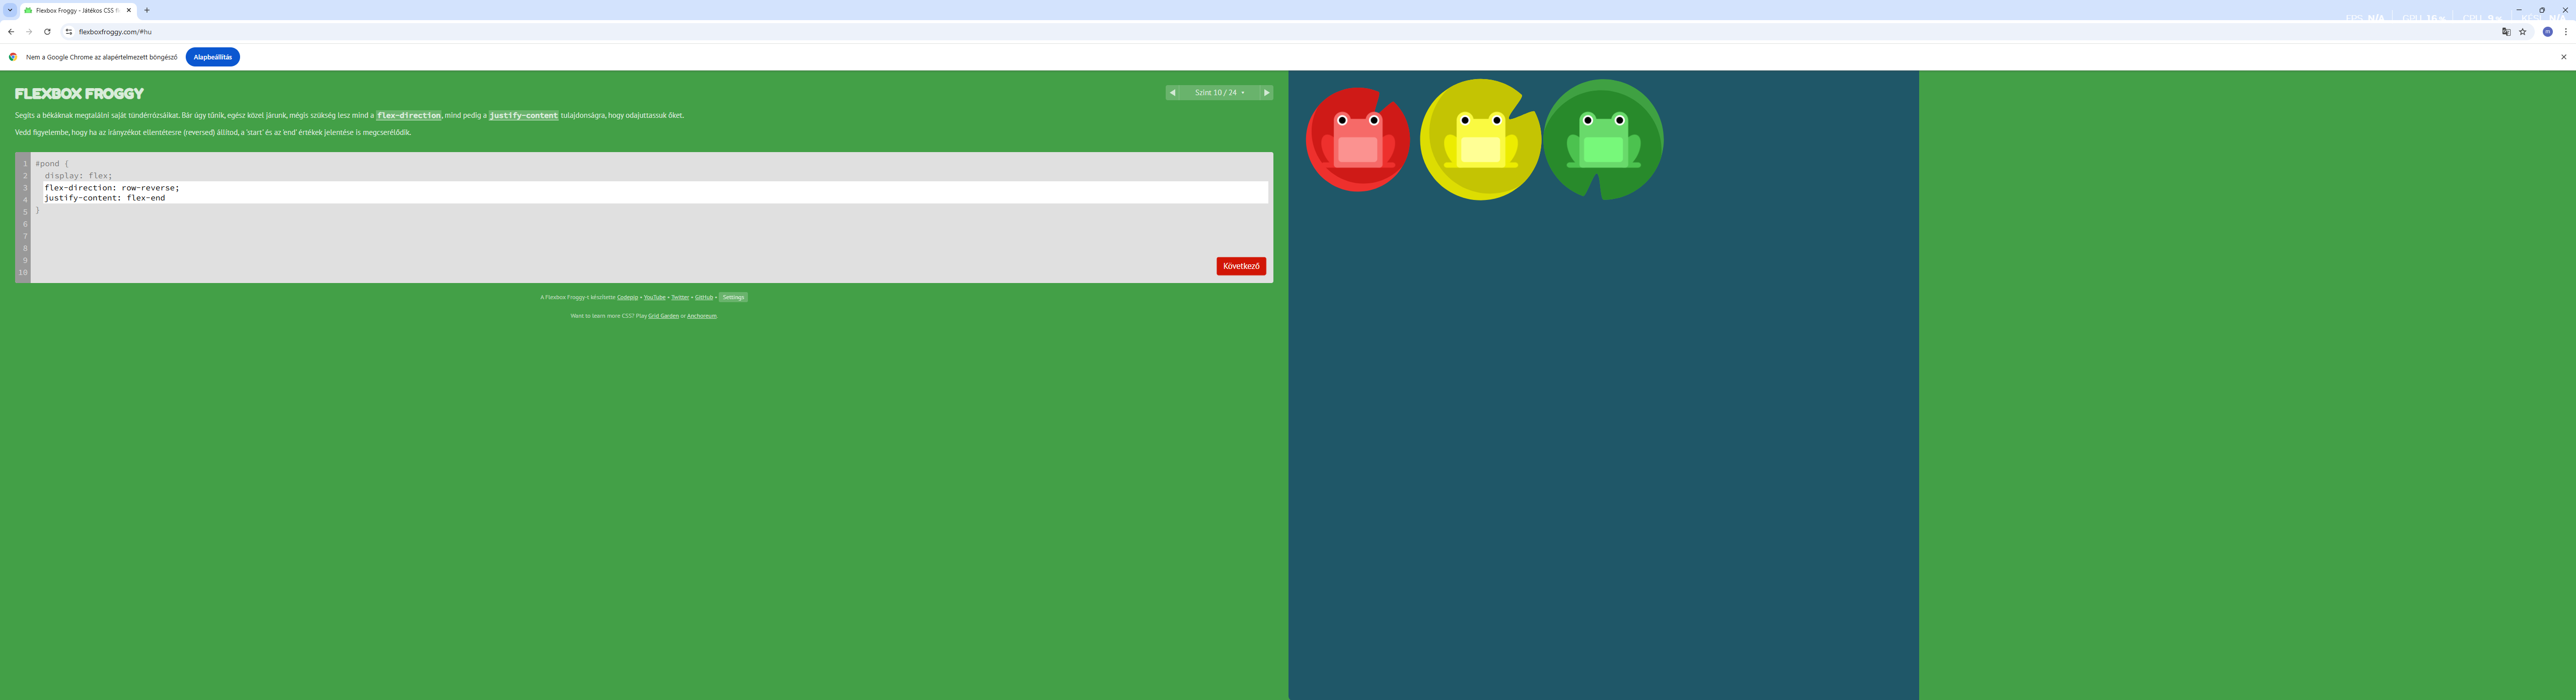 Flexbox Froggy - Játékos CSS f
flexboxfroggy.com/#hu
Nem a Google Chrome az alapértelmezett böngésző
Alapbeállítás
FPS N/A GPU 16 CPU 9 N/A
FLEXBOX FROGGY
Szint 10 / 24
Segíts a békáknak megtalálni saját tündérrózsáikat. Bár úgy tűnik, egész közel járunk, mégis szükség lesz mind a flex-direction, mind pedig a justify-content tulajdonságra, hogy odajuttassuk őket.
Vedd figyelembe, hogy ha az irányzékot ellentétesre (reversed) állítod, a 'start' és az 'end' értékek jelentése is megcserélődik.
1 #pond {
2 display: flex;
3 flex-direction: row-reverse;
4 justify-content: flex-end
5 }
6
7
8
9
10
Következő
A Flexbox Froggy-t készítette Codepip • YouTube • Twitter • GitHub • Settings
Want to learn more CSS? Play Grid Garden or Anchoreum.